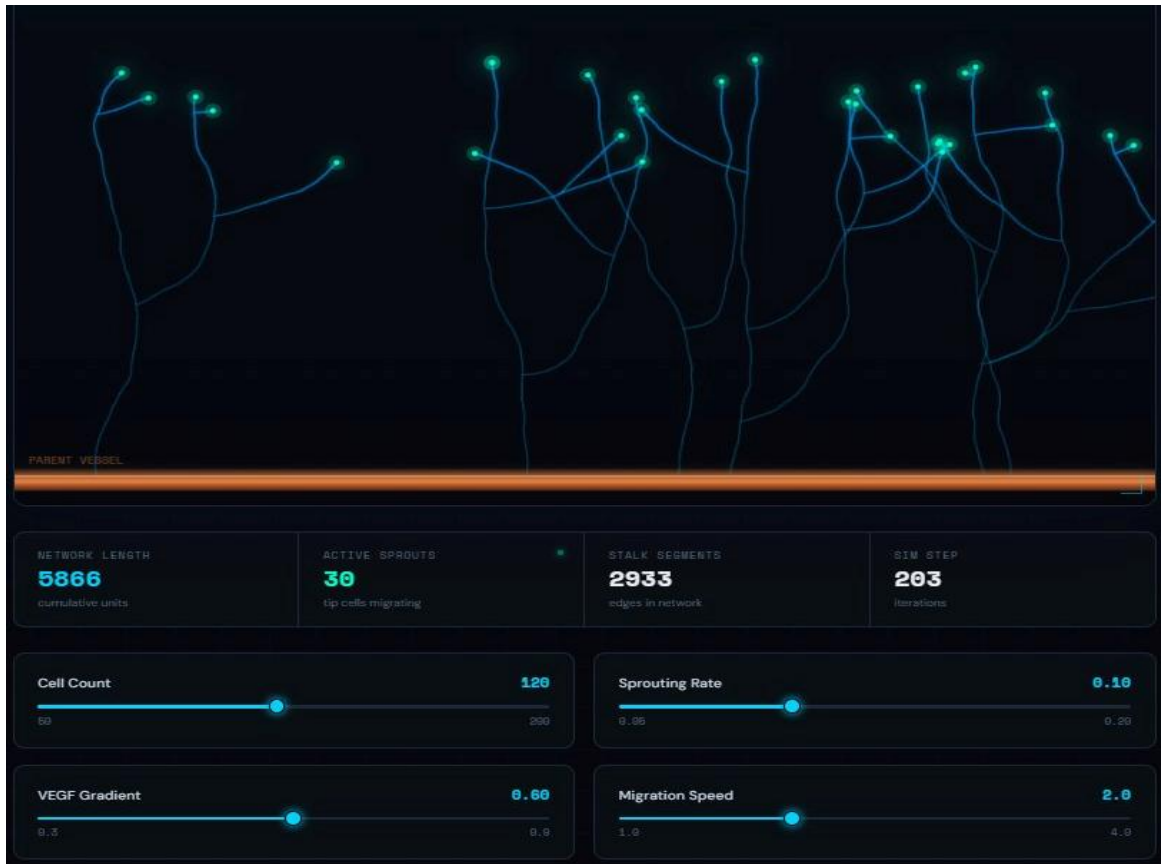 PARENT VESSEL
NETWORK LENGTH
5866
cumulative units
ACTIVE SPROUTS
30
tip cells migrating
STALK SEGMENTS
2933
edges in network
SIM STEP
203
iterations
Cell Count 120
50 200
Sprouting Rate 0.10
0.05 0.20
VEGF Gradient 0.60
0.3 0.9
Migration Speed 2.0
1.0 4.0